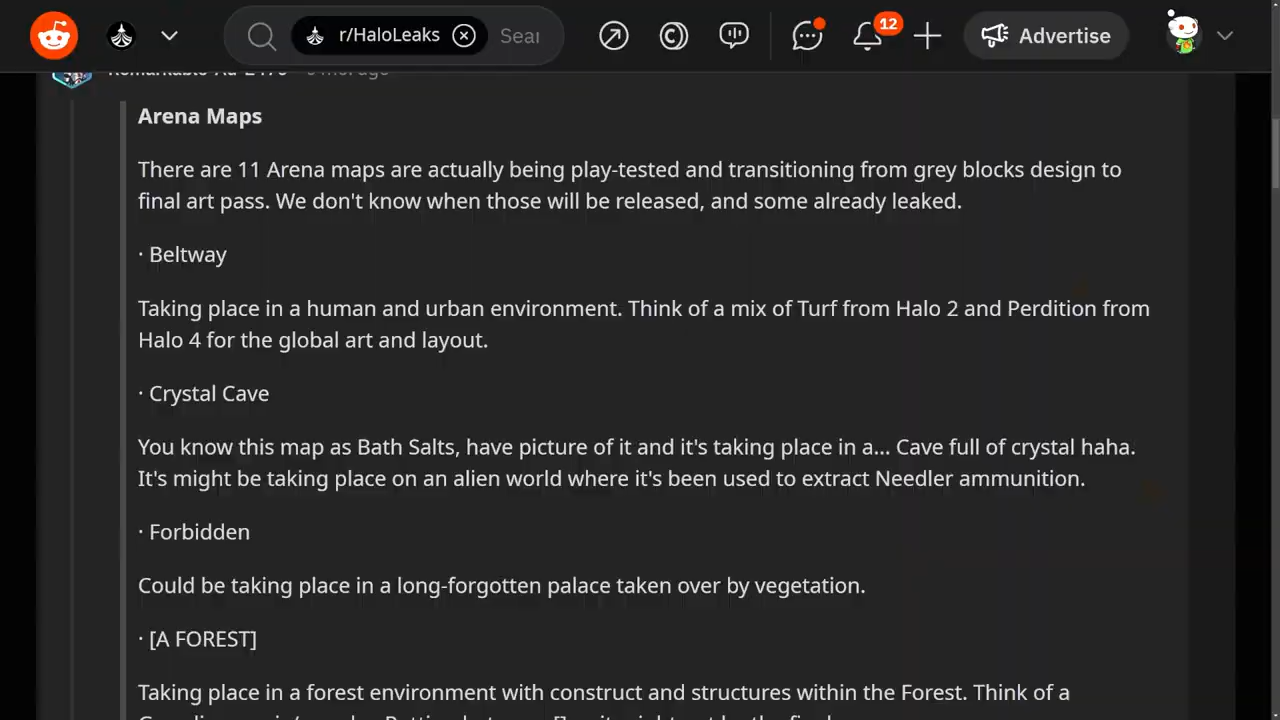 r/HaloLeaks
Sear
12
Advertise
Arena Maps
There are 11 Arena maps are actually being play-tested and transitioning from grey blocks design to
final art pass. We don't know when those will be released, and some already leaked.
· Beltway
Taking place in a human and urban environment. Think of a mix of Turf from Halo 2 and Perdition from
Halo 4 for the global art and layout.
· Crystal Cave
You know this map as Bath Salts, have picture of it and it's taking place in a... Cave full of crystal haha.
It's might be taking place on an alien world where it's been used to extract Needler ammunition.
· Forbidden
Could be taking place in a long-forgotten palace taken over by vegetation.
· [A FOREST]
Taking place in a forest environment with construct and structures within the Forest. Think of a